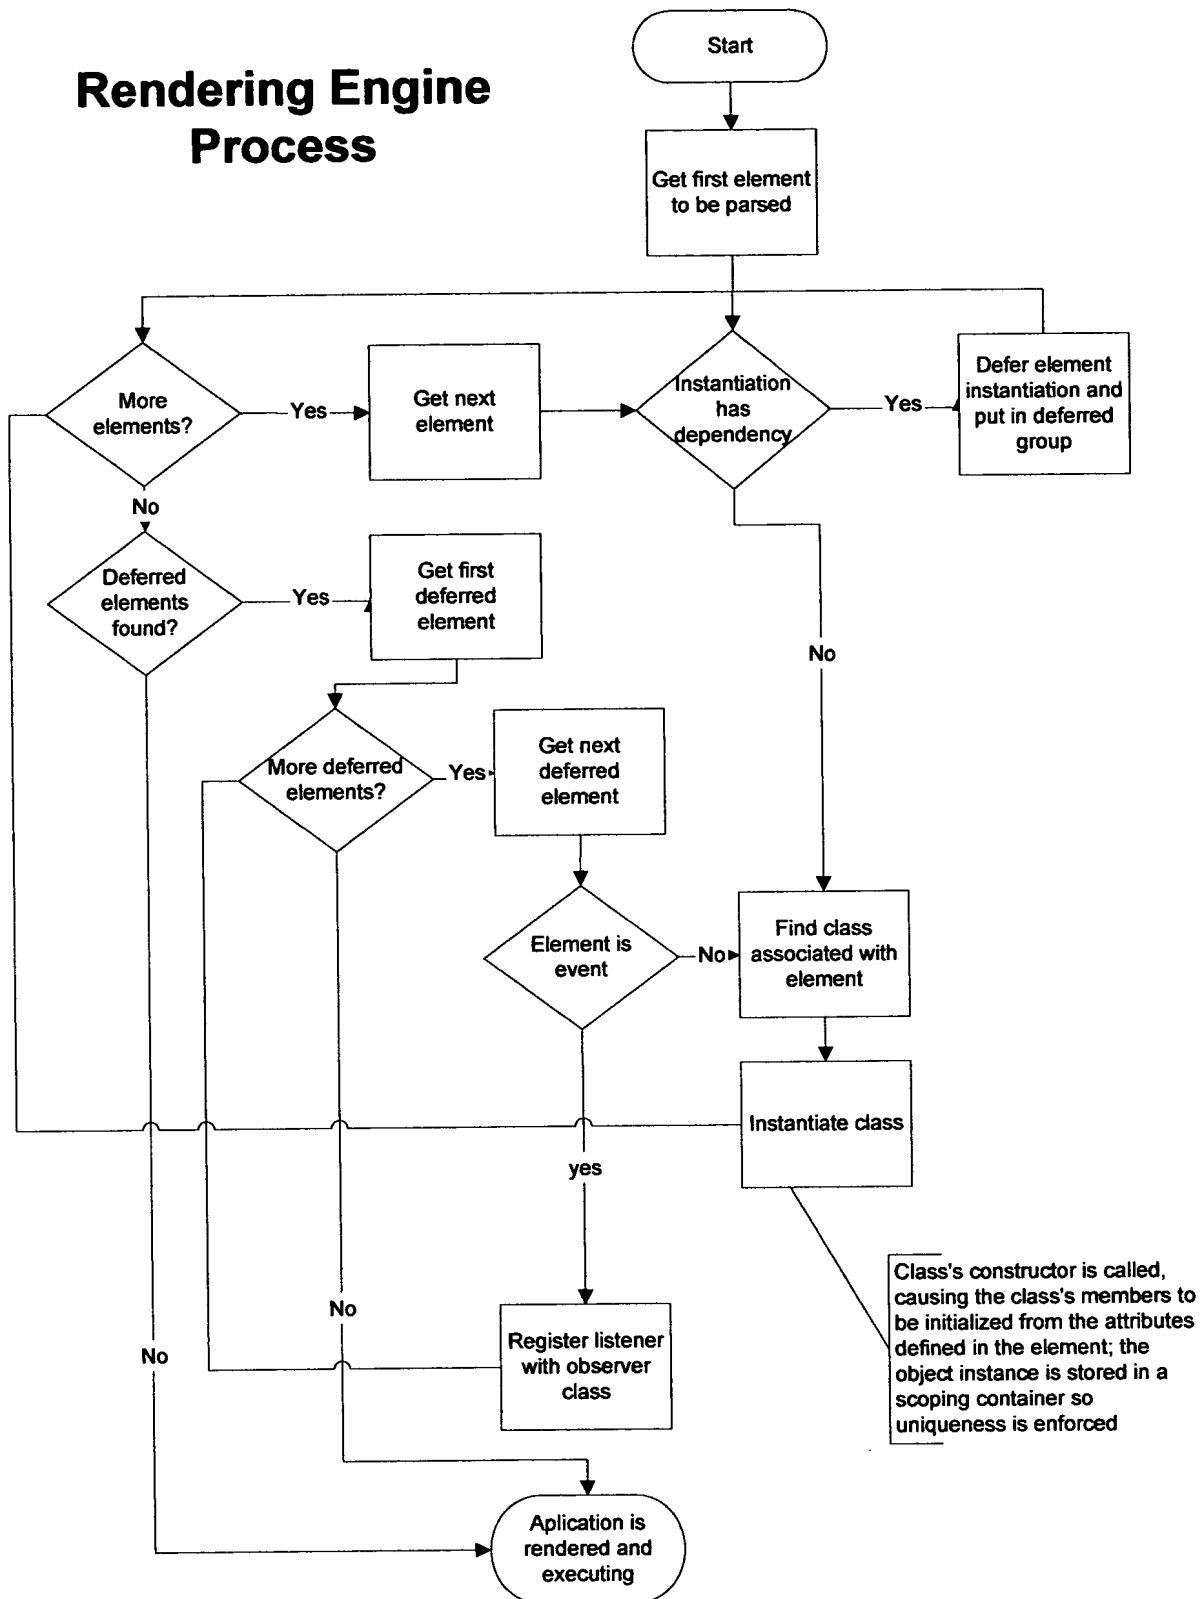 Start
Rendering Engine
Process
Get first element
to be parsed
More
elements?
Yes
Get next
element
Instantiation
has
dependency
Yes
Defer element
instantiation and
put in deferred
group
No
Deferred
elements
found?
Yes
Get first
deferred
element
No
More deferred
elements?
Yes
Get next
deferred
element
Element is
event
No
Find class
associated with
element
Instantiate class
yes
Class's constructor is called,
causing the class's members to
be initialized from the attributes
defined in the element; the
object instance is stored in a
scoping container so
uniqueness is enforced
No
Register listener
with observer
class
No
Aplication is
rendered and
executing